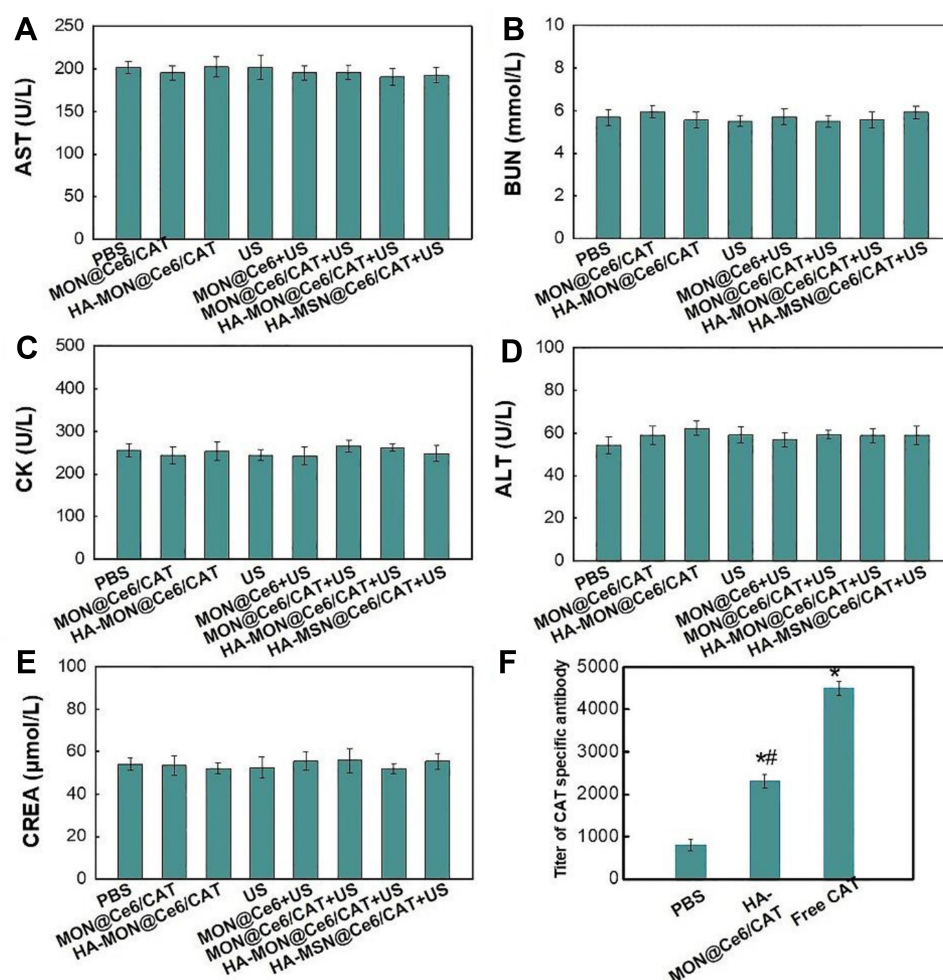 A
AST (U/L)
250
200
150
100
50
0
PBS
MON@Ce6/CAT
HA-MON@Ce6/CAT
US
MON@Ce6+US
MON@Ce6/CAT+US
HA-MON@Ce6/CAT+US
HA-MSN@Ce6/CAT+US
B
BUN (mmol/L)
10
8
6
4
2
0
PBS
MON@Ce6/CAT
HA-MON@Ce6/CAT
US
MON@Ce6+US
MON@Ce6/CAT+US
HA-MON@Ce6/CAT+US
HA-MSN@Ce6/CAT+US
C
CK (U/L)
500
400
300
200
100
0
PBS
MON@Ce6/CAT
HA-MON@Ce6/CAT
US
MON@Ce6+US
MON@Ce6/CAT+US
HA-MON@Ce6/CAT+US
HA-MSN@Ce6/CAT+US
D
ALT (U/L)
100
80
60
40
20
0
PBS
MON@Ce6/CAT
HA-MON@Ce6/CAT
US
MON@Ce6+US
MON@Ce6/CAT+US
HA-MON@Ce6/CAT+US
HA-MSN@Ce6/CAT+US
E
CREA (μmol/L)
100
80
60
40
20
0
PBS
MON@Ce6/CAT
HA-MON@Ce6/CAT
US
MON@Ce6+US
MON@Ce6/CAT+US
HA-MON@Ce6/CAT+US
HA-MSN@Ce6/CAT+US
F
Titer of CAT specific antibody
5000
4000
3000
2000
1000
0
*#
*
PBS
HA-
MON@Ce6/CAT
Free CAT